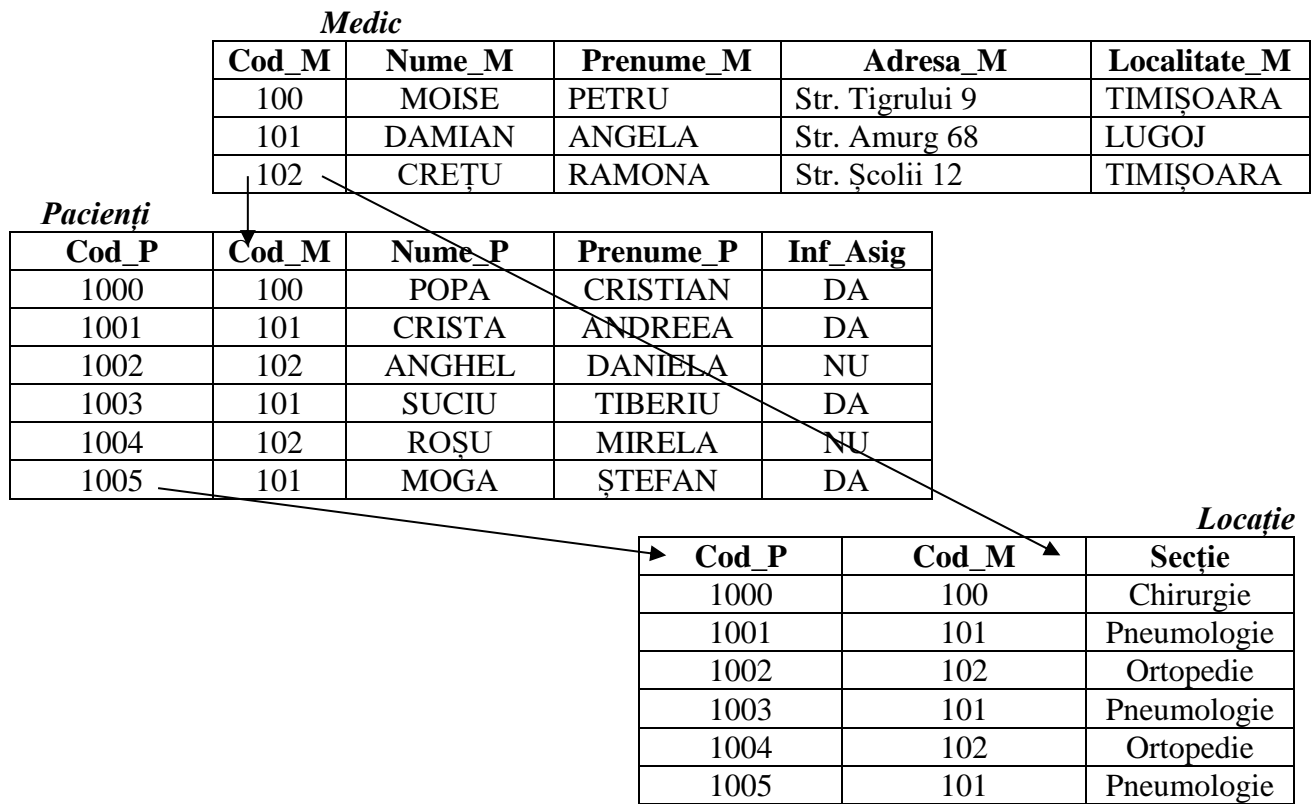 Medic
Cod_M Nume_M Prenume_M Adresa_M Localitate_M
100 MOISE PETRU Str. Tigrului 9 TIMIȘOARA
101 DAMIAN ANGELA Str. Amurg 68 LUGOJ
102 CREȚU RAMONA Str. Școlii 12 TIMIȘOARA
Pacienți
Cod_P Cod_M Nume_P Prenume_P Inf_Asig
1000 100 POPA CRISTIAN DA
1001 101 CRISTA ANDREEA DA
1002 102 ANGHEL DANIELA NU
1003 101 SUCIU TIBERIU DA
1004 102 ROȘU MIRELA NU
1005 101 MOGA ȘTEFAN DA
Locație
Cod_P Cod_M Secție
1000 100 Chirurgie
1001 101 Pneumologie
1002 102 Ortopedie
1003 101 Pneumologie
1004 102 Ortopedie
1005 101 Pneumologie